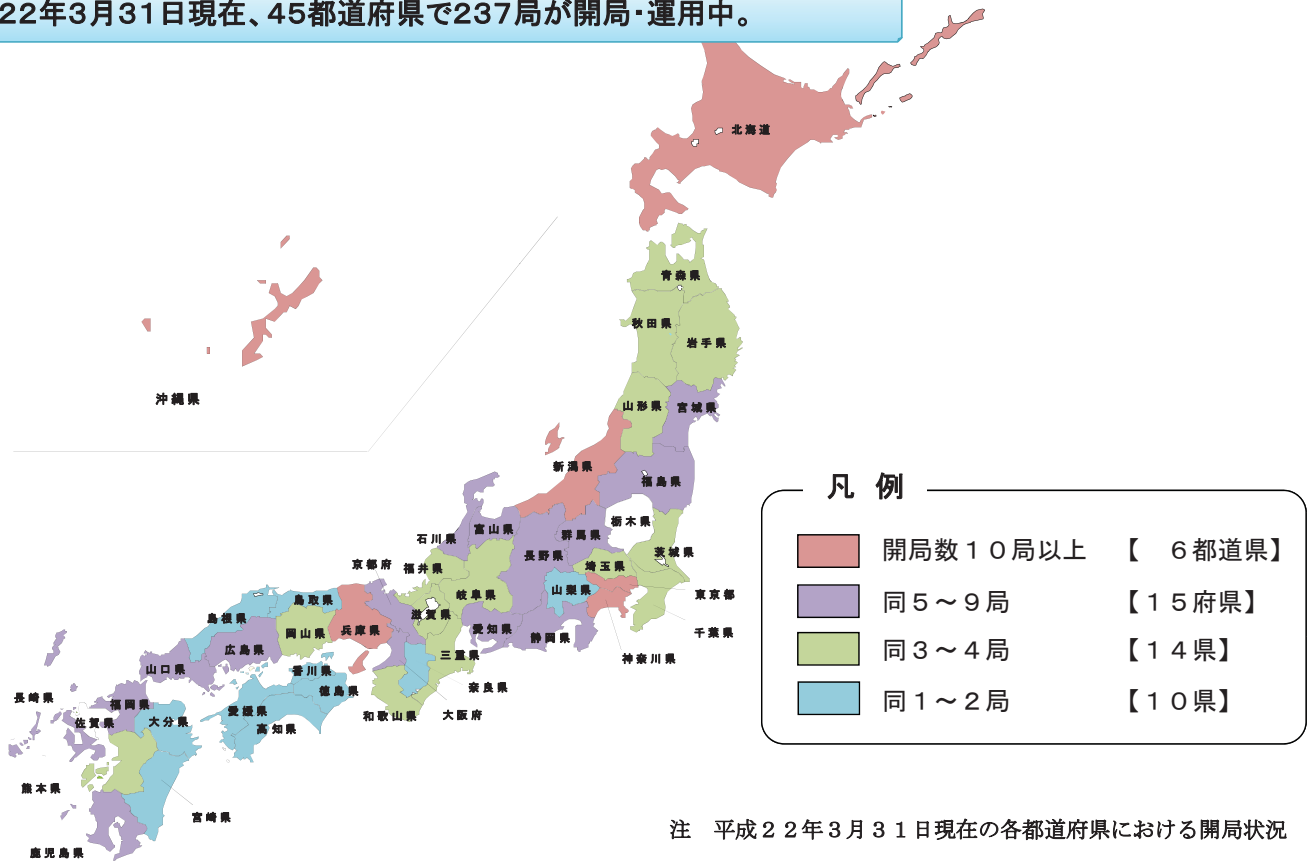 22年3月31日現在、45都道府県で237局が開局・運用中。
北海道
青森県
秋田県
岩手県
沖縄県
山形県
宮城県
新潟県
福島県
栃木県
富山県
群馬県
石川県
長野県
茨城県
京都府
福井県
埼玉県
山梨県
岐阜県
東京都
鳥取県
島根県
滋賀県
岡山県
兵庫県
愛知県
静岡県
千葉県
広島県
三重県
神奈川県
山口県
香川県
奈良県
徳島県
長崎県
福岡県
佐賀県
大分県
愛媛県
高知県
和歌山県
大阪府
熊本県
宮崎県
鹿児島県
凡例
開局数10局以上 【 6都道県】
同5~9局 【15府県】
同3~4局 【14県】
同1~2局 【10県】
注 平成22年3月31日現在の各都道府県における開局状況